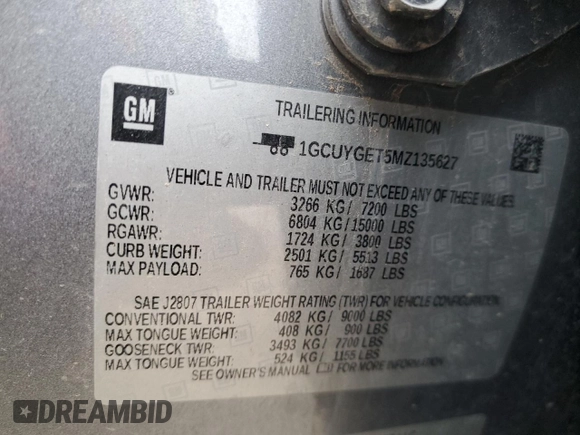 GM ®
TRAILERING INFORMATION
1GCUYGET5MZ135627
VEHICLE AND TRAILER MUST NOT EXCEED ANY OF THESE VALUES
GVWR: 3266 KG/ 7200 LBS
GCWR: 6804 KG/15000 LBS
RGAWR: 1724 KG/ 3800 LBS
CURB WEIGHT: 2501 KG/ 5513 LBS
MAX PAYLOAD: 765 KG/ 1687 LBS
SAE J2807 TRAILER WEIGHT RATING (TWR) FOR VEHICLE CONFIGURATION
CONVENTIONAL TWR: 4082 KG/ 9000 LBS
MAX TONGUE WEIGHT: 408 KG/ 900 LBS
GOOSENECK TWR: 3493 KG/ 7700 LBS
MAX TONGUE WEIGHT: 524 KG/ 1155 LBS
SEE OWNER'S MANUAL FOR MORE INFORMATION
DREAMBID